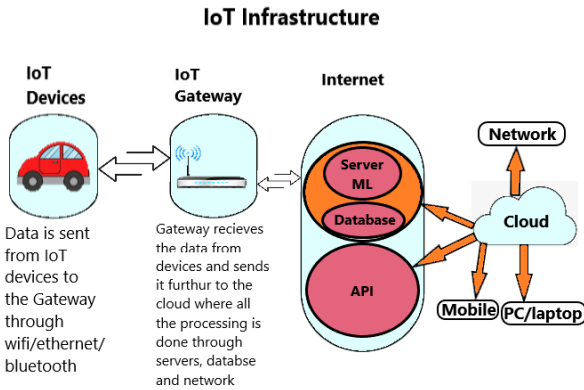 IoT Infrastructure
IoT
Devices
IoT
Gateway
Internet
Server
ML
Database
API
Network
Cloud
Mobile
PC/laptop
Data is sent
from IoT
devices to
the Gateway
through
wifi/ethernet/
bluetooth
Gateway recieves
the data from
devices and sends
it furthur to the
cloud where all
the processing is
done through
servers, databse
and network